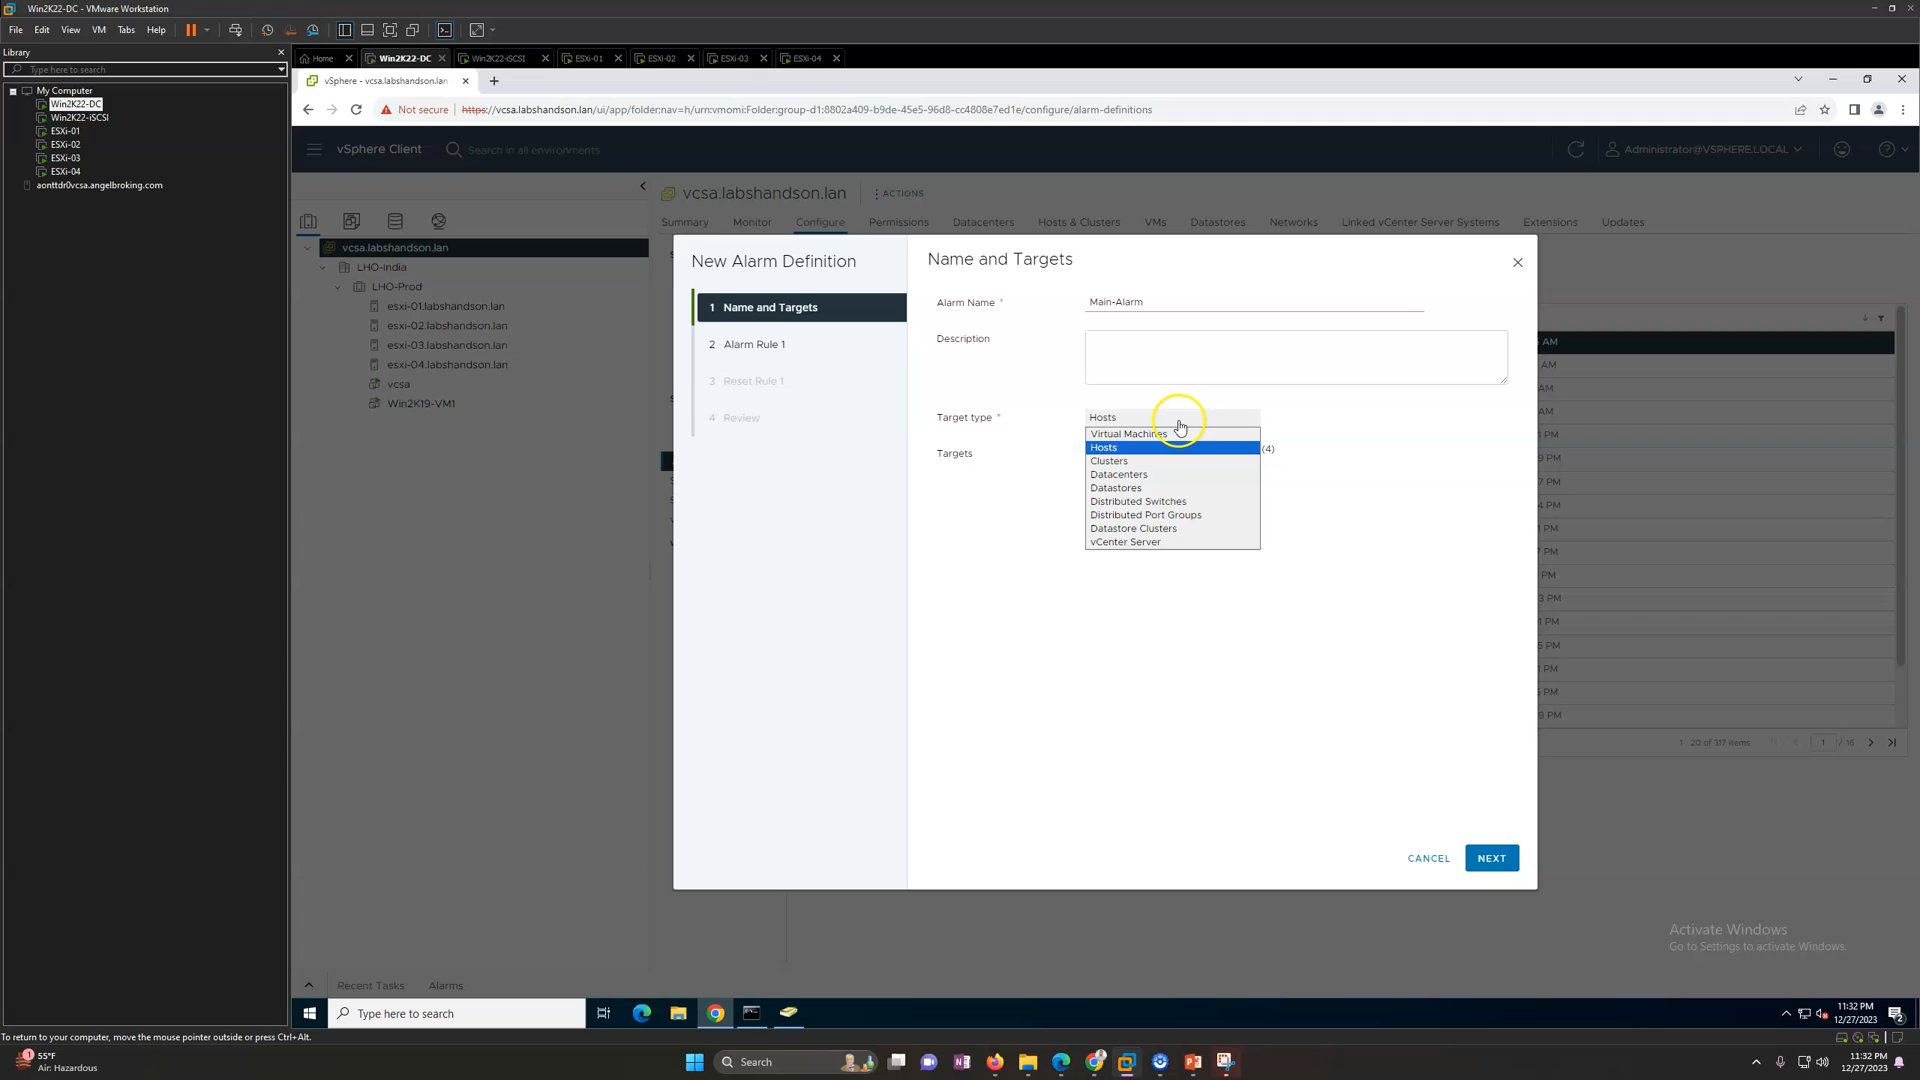 Win2K22-DC - VMware Workstation
File Edit View VM Tabs Help
Library
Type here to search
My Computer
Win2K22-DC
Win2K22-iSCSI
ESXi-01
ESXi-02
ESXi-03
ESXi-04
aonttdr0vcsa.angelbroking.com
Home
Win2K22-DC
Win2K22-iSCSI
ESXi-01
ESXi-02
ESXi-03
ESXi-04
vSphere - vcsa.labshandson.lan
Not secure
https://vcsa.labshandson.lan/ui/app/folder;nav=h/urn:vmomi:Folder:group-d1:8802a409-b9de-45e5-96d8-cc4808e7ed1e/configure/alarm-definitions
vSphere Client
Search in all environments
Administrator@VSPHERE.LOCAL
vcsa.labshandson.lan
ACTIONS
Summary Monitor Configure Permissions Datacenters Hosts & Clusters VMs Datastores Networks Linked vCenter Server Systems Extensions Updates
vcsa.labshandson.lan
LHO-India
LHO-Prod
esxi-01.labshandson.lan
esxi-02.labshandson.lan
esxi-03.labshandson.lan
esxi-04.labshandson.lan
vcsa
Win2K19-VM1
New Alarm Definition
1 Name and Targets
2 Alarm Rule 1
3 Reset Rule 1
4 Review
Name and Targets
Alarm Name *
Main-Alarm
Description
Target type *
Hosts
Targets
(4)
Virtual Machines
Hosts
Clusters
Datacenters
Datastores
Distributed Switches
Distributed Port Groups
Datastore Clusters
vCenter Server
CANCEL
NEXT
1 - 20 of 317 items
1 / 16
Activate Windows
Go to Settings to activate Windows.
Recent Tasks
Alarms
Type here to search
11:32 PM
12/27/2023
2
To return to your computer, move the mouse pointer outside or press Ctrl+Alt.
1
55°F
Air: Hazardous
Search
11:32 PM
12/27/2023